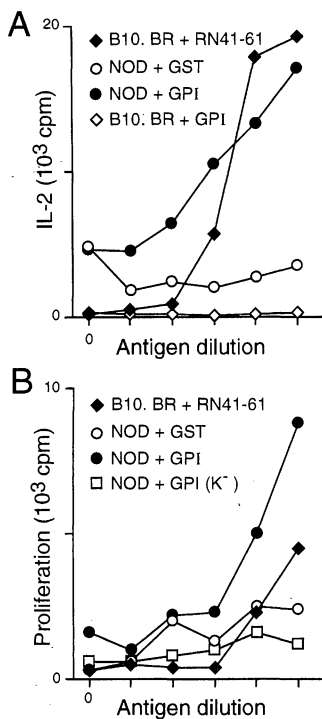 A
20
B10. BR + RN41-61
NOD + GST
NOD + GPI
B10. BR + GPI
IL-2 (10³ cpm)
0
0
Antigen dilution
B
10
B10. BR + RN41-61
NOD + GST
NOD + GPI
NOD + GPI (K⁻)
Proliferation (10³ cpm)
0
0
Antigen dilution